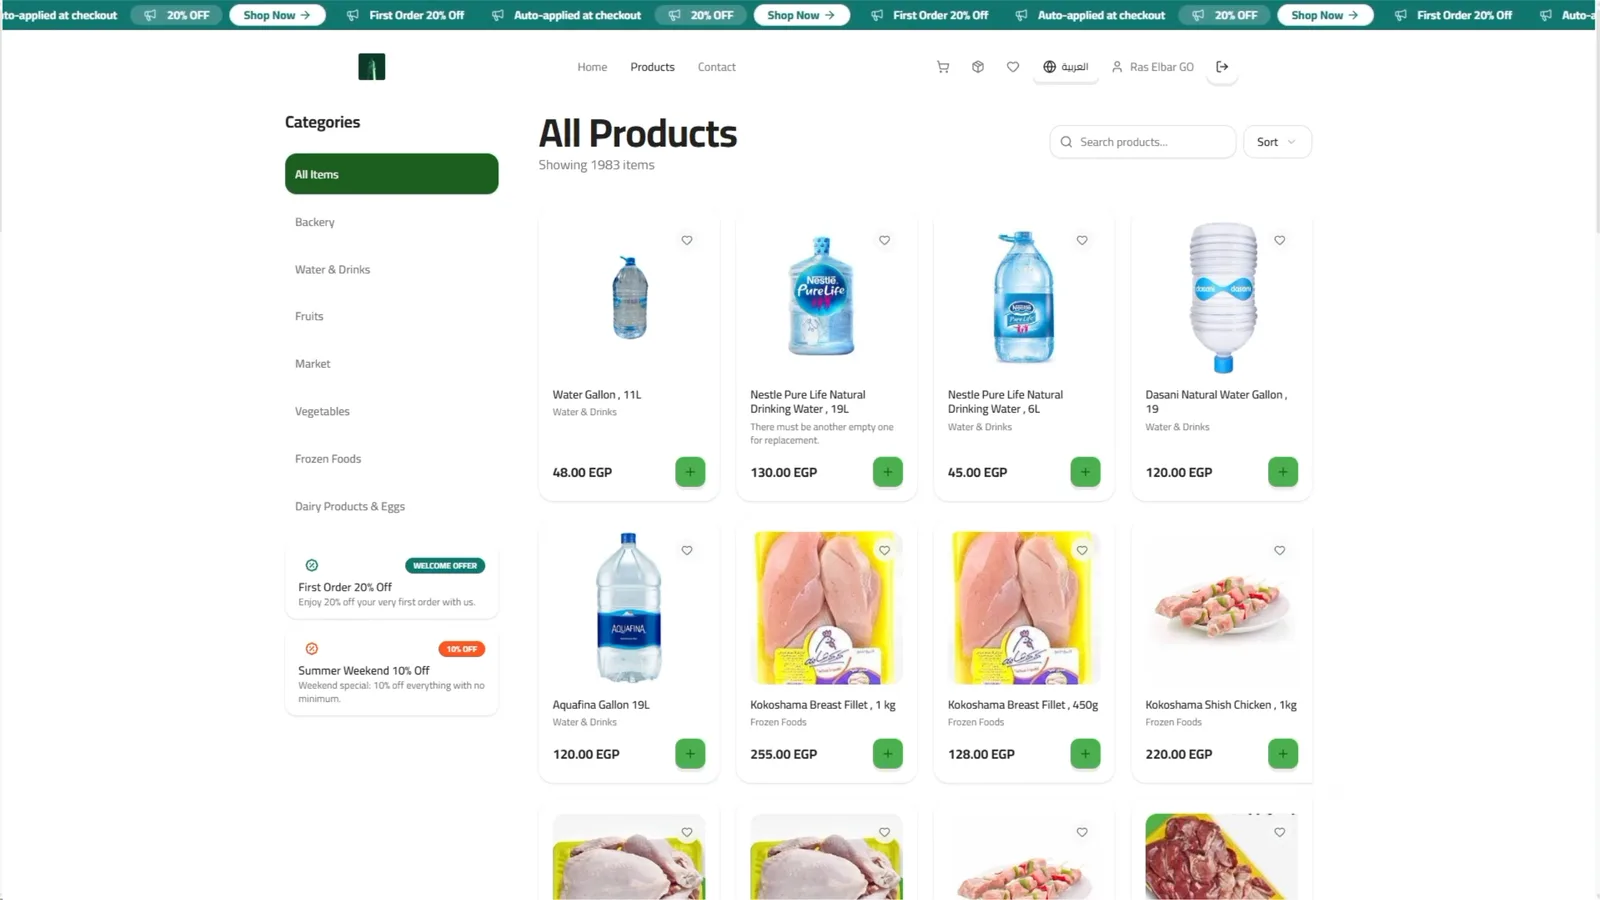 to-applied at checkout 20% OFF Shop Now → First Order 20% Off Auto-applied at checkout 20% OFF Shop Now → First Order 20% Off Auto-applied at checkout 20% OFF Shop Now → First Order 20% Off Auto-a
Home Products Contact العربية Ras Elbar GO
Categories
All Items
Backery
Water & Drinks
Fruits
Market
Vegetables
Frozen Foods
Dairy Products & Eggs
WELCOME OFFER
First Order 20% Off
Enjoy 20% off your very first order with us.
10% OFF
Summer Weekend 10% Off
Weekend special: 10% off everything with no
minimum.
All Products
Showing 1983 items
Search products...
Sort
Nestle
PureLife
Nestle
PureLife
dasani dasani
Water Gallon , 11L
Water & Drinks
48.00 EGP
+
Nestle Pure Life Natural
Drinking Water , 19L
There must be another empty one
for replacement.
130.00 EGP
+
Nestle Pure Life Natural
Drinking Water , 6L
Water & Drinks
45.00 EGP
+
Dasani Natural Water Gallon ,
19
Water & Drinks
120.00 EGP
+
AQUAFINA
Aquafina Gallon 19L
Water & Drinks
120.00 EGP
+
Kokoshama Breast Fillet , 1 kg
Frozen Foods
255.00 EGP
+
Kokoshama Breast Fillet , 450g
Frozen Foods
128.00 EGP
+
Kokoshama Shish Chicken , 1kg
Frozen Foods
220.00 EGP
+